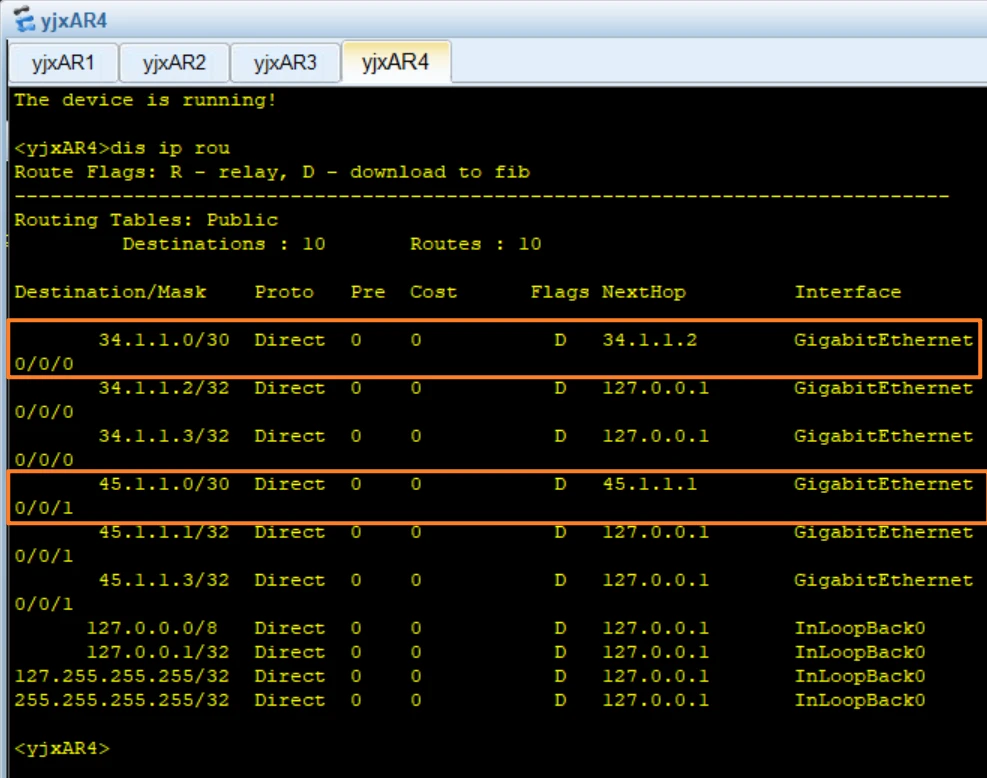 yjxAR4
yjxAR1 yjxAR2 yjxAR3 yjxAR4
The device is running!
<yjxAR4>dis ip rou
Route Flags: R - relay, D - download to fib
------------------------------------------------------------------------------
Routing Tables: Public
Destinations : 10 Routes : 10
Destination/Mask Proto Pre Cost Flags NextHop Interface
34.1.1.0/30 Direct 0 0 D 34.1.1.2 GigabitEthernet
0/0/0
34.1.1.2/32 Direct 0 0 D 127.0.0.1 GigabitEthernet
0/0/0
34.1.1.3/32 Direct 0 0 D 127.0.0.1 GigabitEthernet
0/0/0
45.1.1.0/30 Direct 0 0 D 45.1.1.1 GigabitEthernet
0/0/1
45.1.1.1/32 Direct 0 0 D 127.0.0.1 GigabitEthernet
0/0/1
45.1.1.3/32 Direct 0 0 D 127.0.0.1 GigabitEthernet
0/0/1
127.0.0.0/8 Direct 0 0 D 127.0.0.1 InLoopBack0
127.0.0.1/32 Direct 0 0 D 127.0.0.1 InLoopBack0
127.255.255.255/32 Direct 0 0 D 127.0.0.1 InLoopBack0
255.255.255.255/32 Direct 0 0 D 127.0.0.1 InLoopBack0
<yjxAR4>